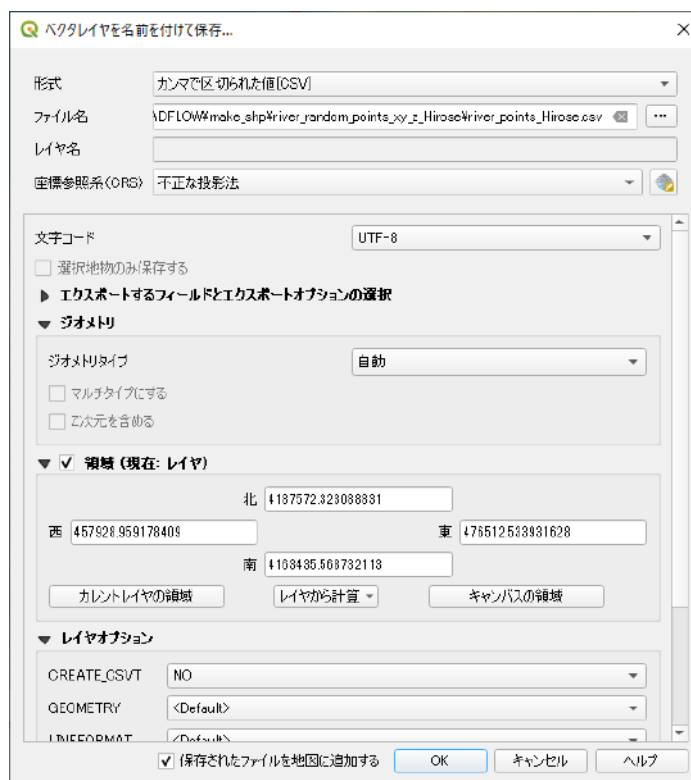 ベクタレイヤを名前を付けて保存...
形式 カンマで区切られた値[CSV]
ファイル名 \DFLOW¥make_shp¥river_random_points_xy_z_Hirose¥river_points_Hirose.csv ...
レイヤ名
座標参照系(CRS) 不正な投影法
文字コード UTF-8
選択地物のみ保存する
エクスポートするフィールドとエクスポートオプションの選択
ジオメトリ
ジオメトリタイプ 自動
マルチタイプにする
Z次元を含める
領域 (現在: レイヤ)
北 4187572.323088831
西 457928.959178409 東 476512.533931628
南 4163485.568732113
カレントレイヤの領域 レイヤから計算 キャンバスの領域
レイヤオプション
CREATE_CSVT NO
GEOMETRY <Default>
LINEFORMAT <Default>
保存されたファイルを地図に追加する OK キャンセル ヘルプ